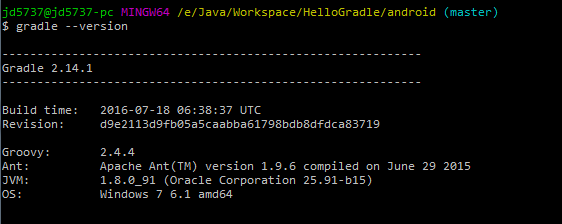 jd5737@jd5737-pc MINGW64 /e/Java/Workspace/HelloGradle/android (master)
$ gradle --version
------------------------------------------------------------
Gradle 2.14.1
------------------------------------------------------------
Build time:   2016-07-18 06:38:37 UTC
Revision:     d9e2113d9fb05a5caabba61798bdb8dfdca83719
Groovy:       2.4.4
Ant:          Apache Ant(TM) version 1.9.6 compiled on June 29 2015
JVM:          1.8.0_91 (Oracle Corporation 25.91-b15)
OS:           Windows 7 6.1 amd64